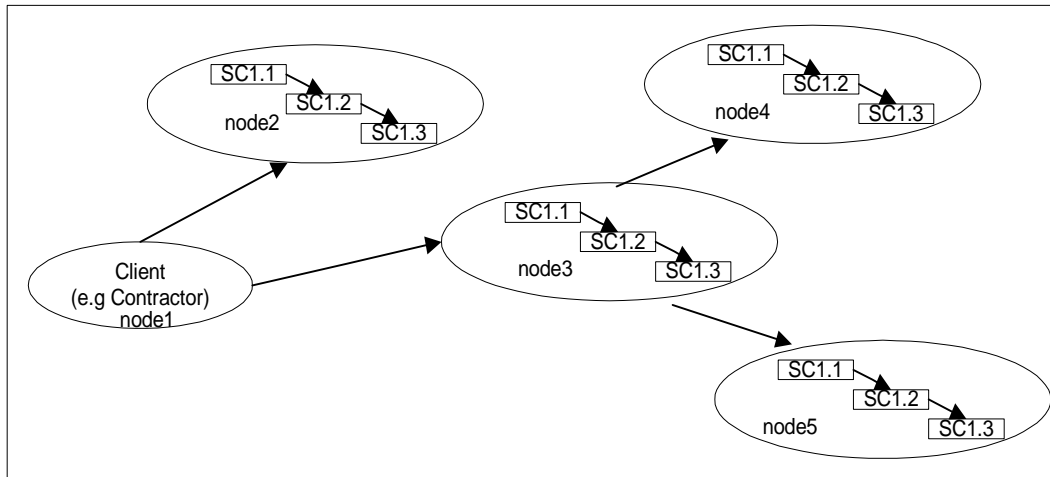 SC1.1
SC1.2
SC1.3
node2
SC1.1
SC1.2
SC1.3
node4
SC1.1
SC1.2
SC1.3
node3
Client
(e.g Contractor)
node1
SC1.1
SC1.2
SC1.3
node5